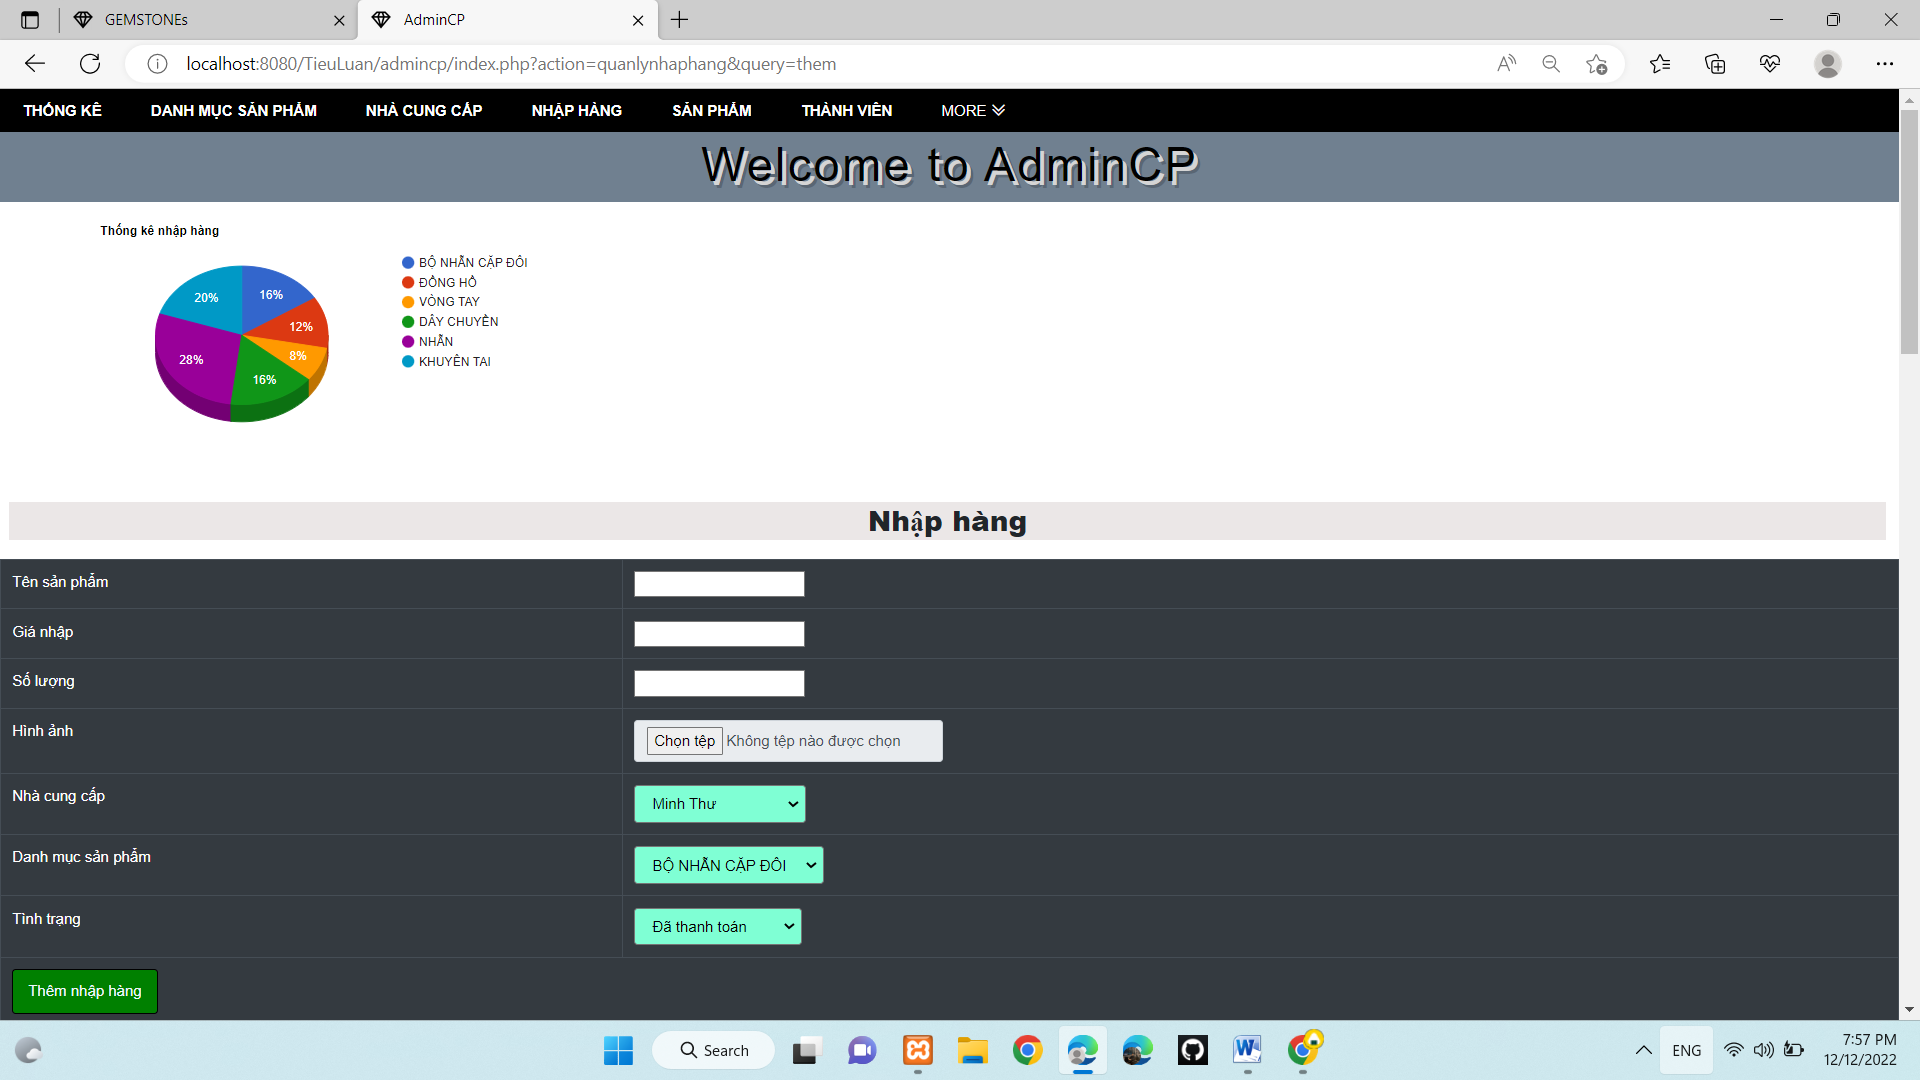 GEMSTONEs
AdminCP
localhost:8080/TieuLuan/admincp/index.php?action=quanlynhaphang&query=them
THỐNG KÊ DANH MỤC SẢN PHẨM NHÀ CUNG CẤP NHẬP HÀNG SẢN PHẨM THÀNH VIÊN MORE
Welcome to AdminCP
Thống kê nhập hàng
16%
12%
8%
16%
28%
20%
BỘ NHẪN CẶP ĐÔI
ĐỒNG HỒ
VÒNG TAY
DÂY CHUYỀN
NHẪN
KHUYÊN TAI
Nhập hàng
Tên sản phẩm
Giá nhập
Số lượng
Hình ảnh
Chọn tệp Không tệp nào được chọn
Nhà cung cấp
Minh Thư
Danh mục sản phẩm
BỘ NHẪN CẶP ĐÔI
Tình trạng
Đã thanh toán
Thêm nhập hàng
Search
ENG
7:57 PM
12/12/2022